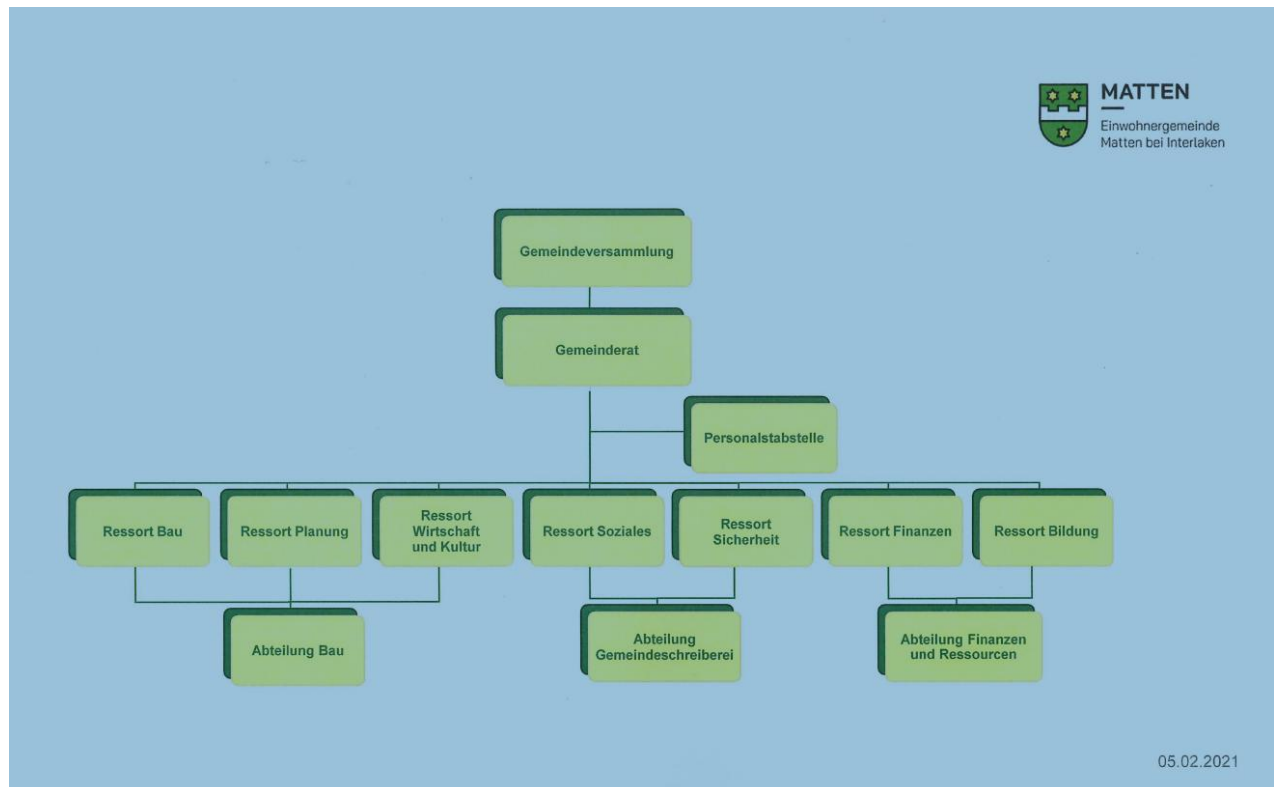 MATTEN
Einwohnergemeinde
Matten bei Interlaken
Gemeindeversammlung
Gemeinderat
Personalstabstelle
Ressort Bau
Ressort Planung
Ressort
Wirtschaft
und Kultur
Ressort Soziales
Ressort
Sicherheit
Ressort Finanzen
Ressort Bildung
Abteilung Bau
Abteilung
Gemeindeschreiberei
Abteilung Finanzen
und Ressourcen
05.02.2021